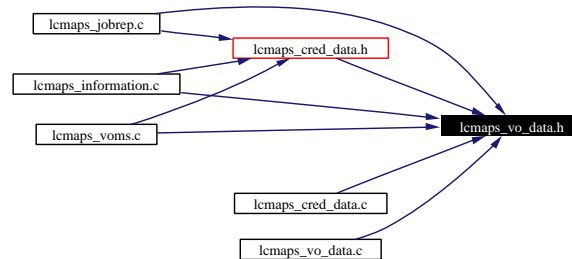 lcmaps_jobrep.c
lcmaps_cred_data.h
lcmaps_information.c
lcmaps_vo_data.h
lcmaps_voms.c
lcmaps_cred_data.c
lcmaps_vo_data.c